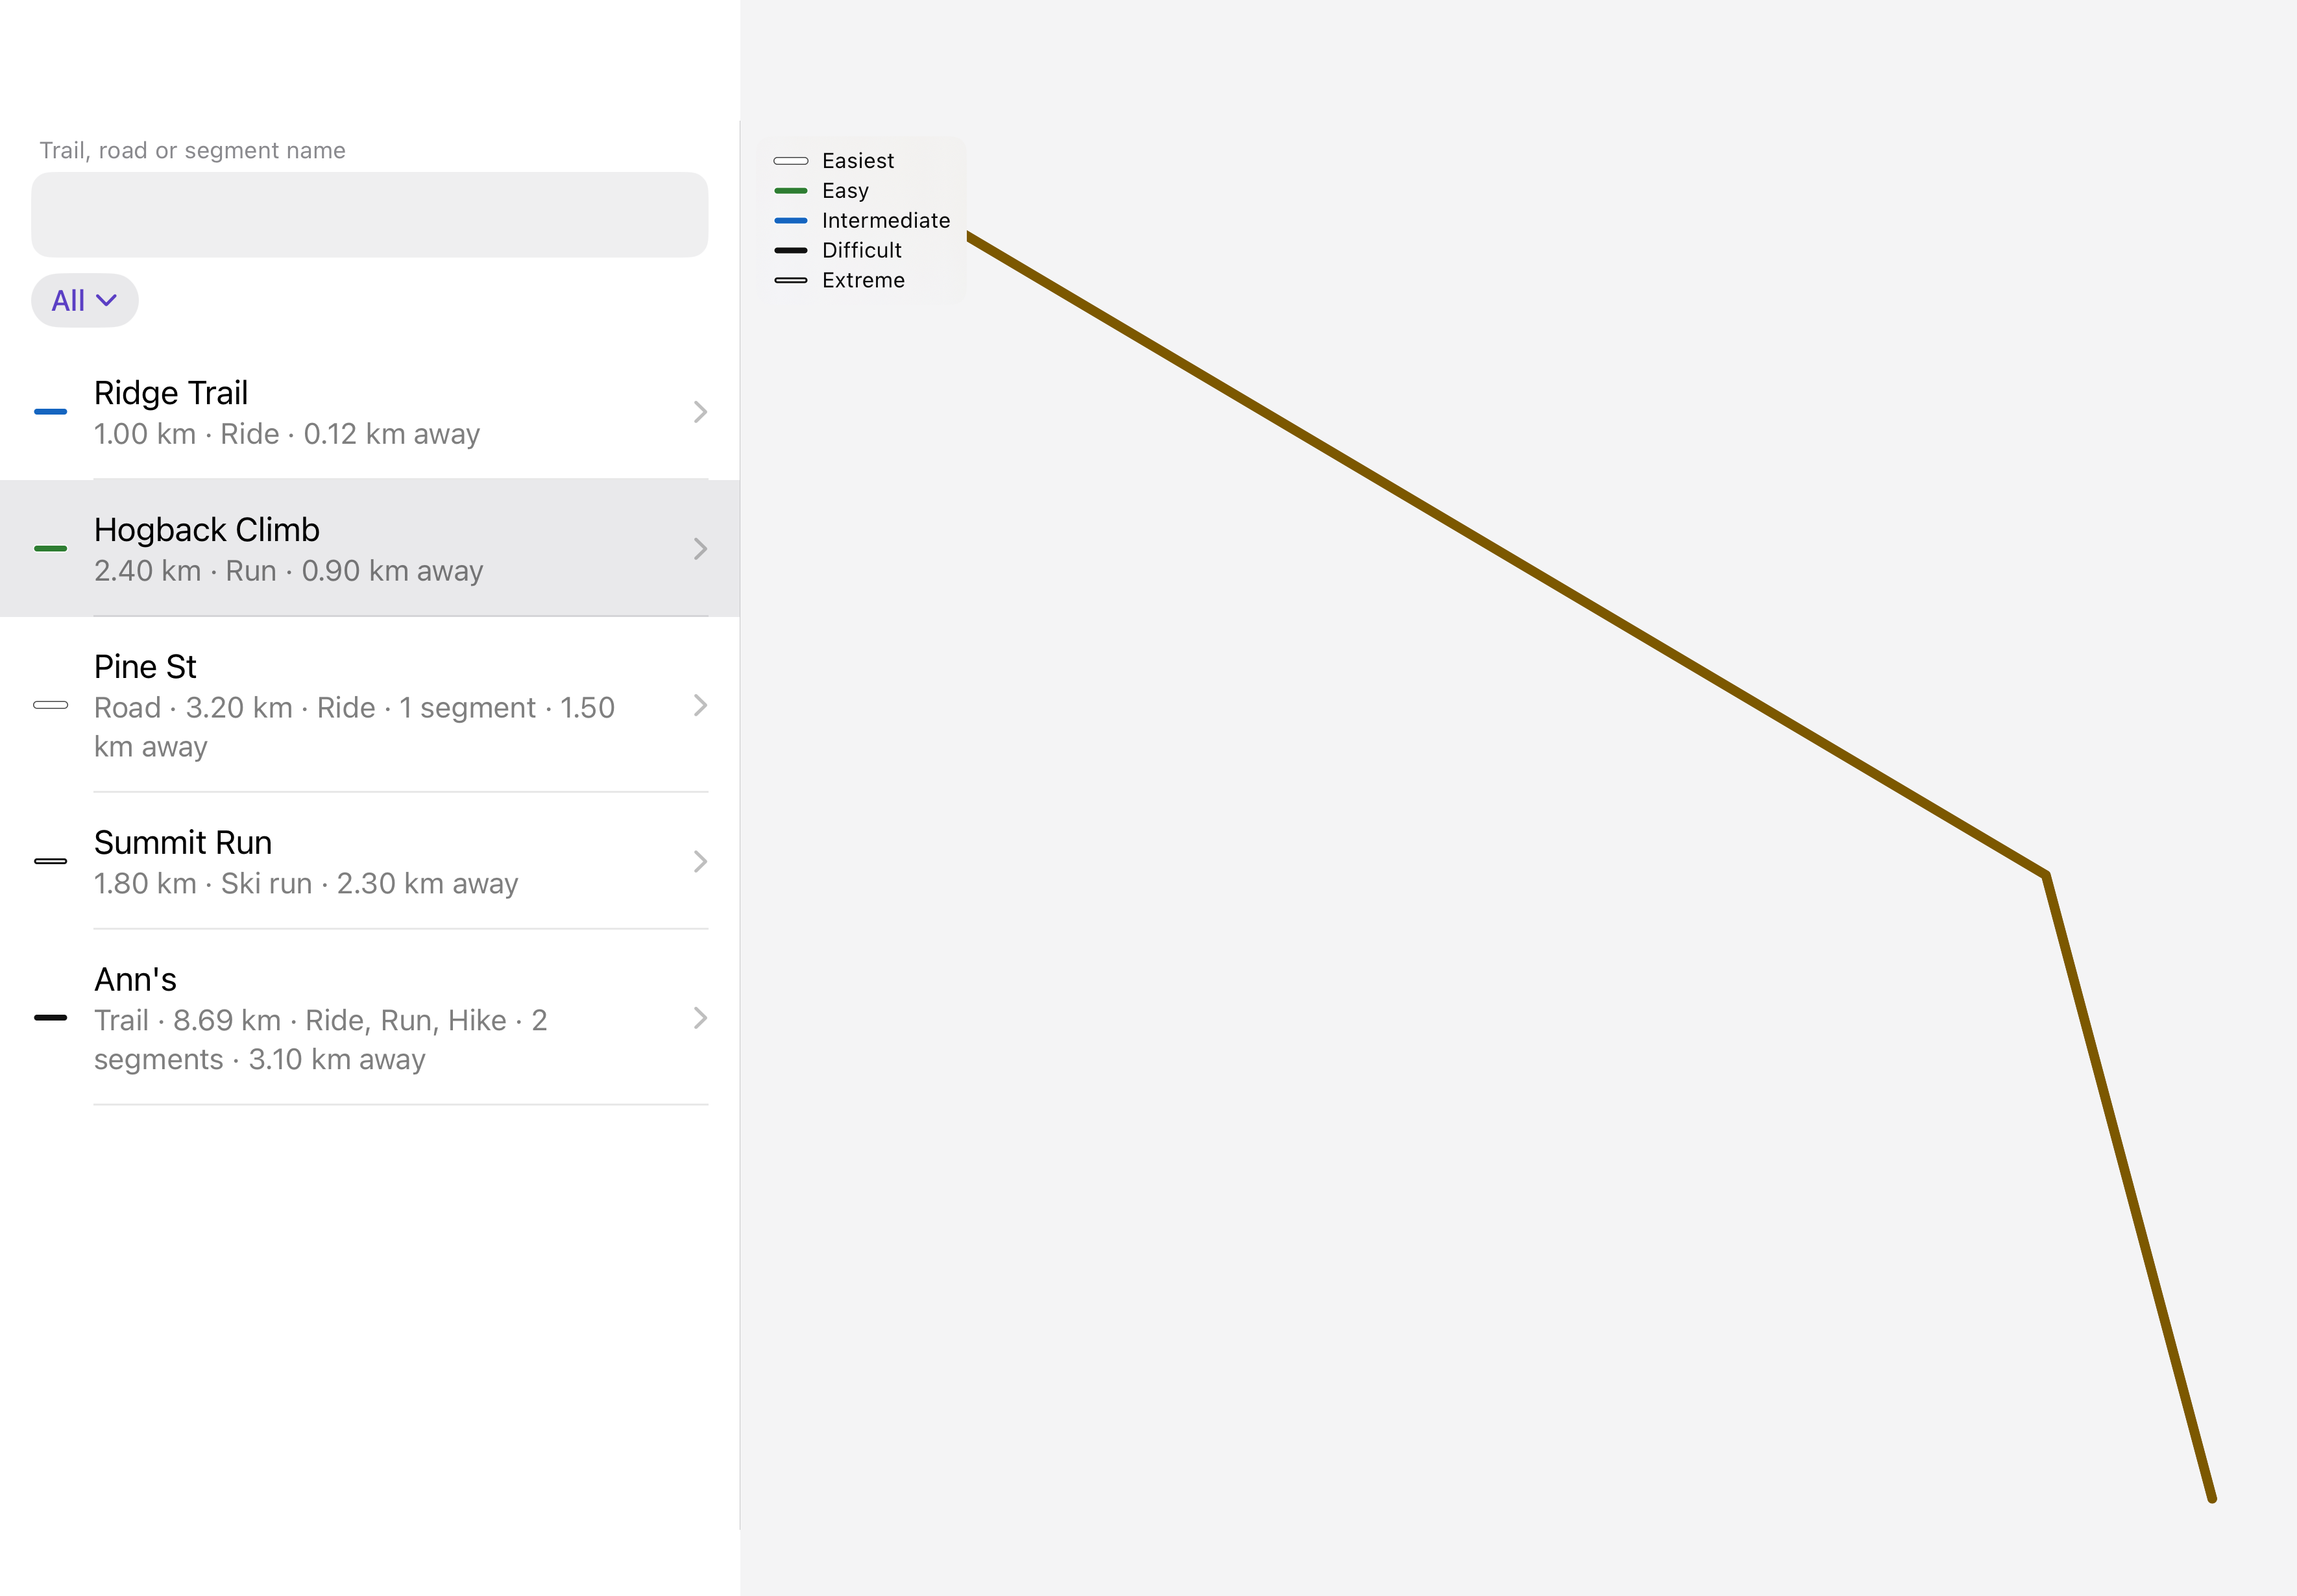 Trail, road or segment name
All
Ridge Trail
1.00 km · Ride · 0.12 km away
Hogback Climb
2.40 km · Run · 0.90 km away
Pine St
Road · 3.20 km · Ride · 1 segment · 1.50
km away
Summit Run
1.80 km · Ski run · 2.30 km away
Ann's
Trail · 8.69 km · Ride, Run, Hike · 2
segments · 3.10 km away
Easiest
Easy
Intermediate
Difficult
Extreme